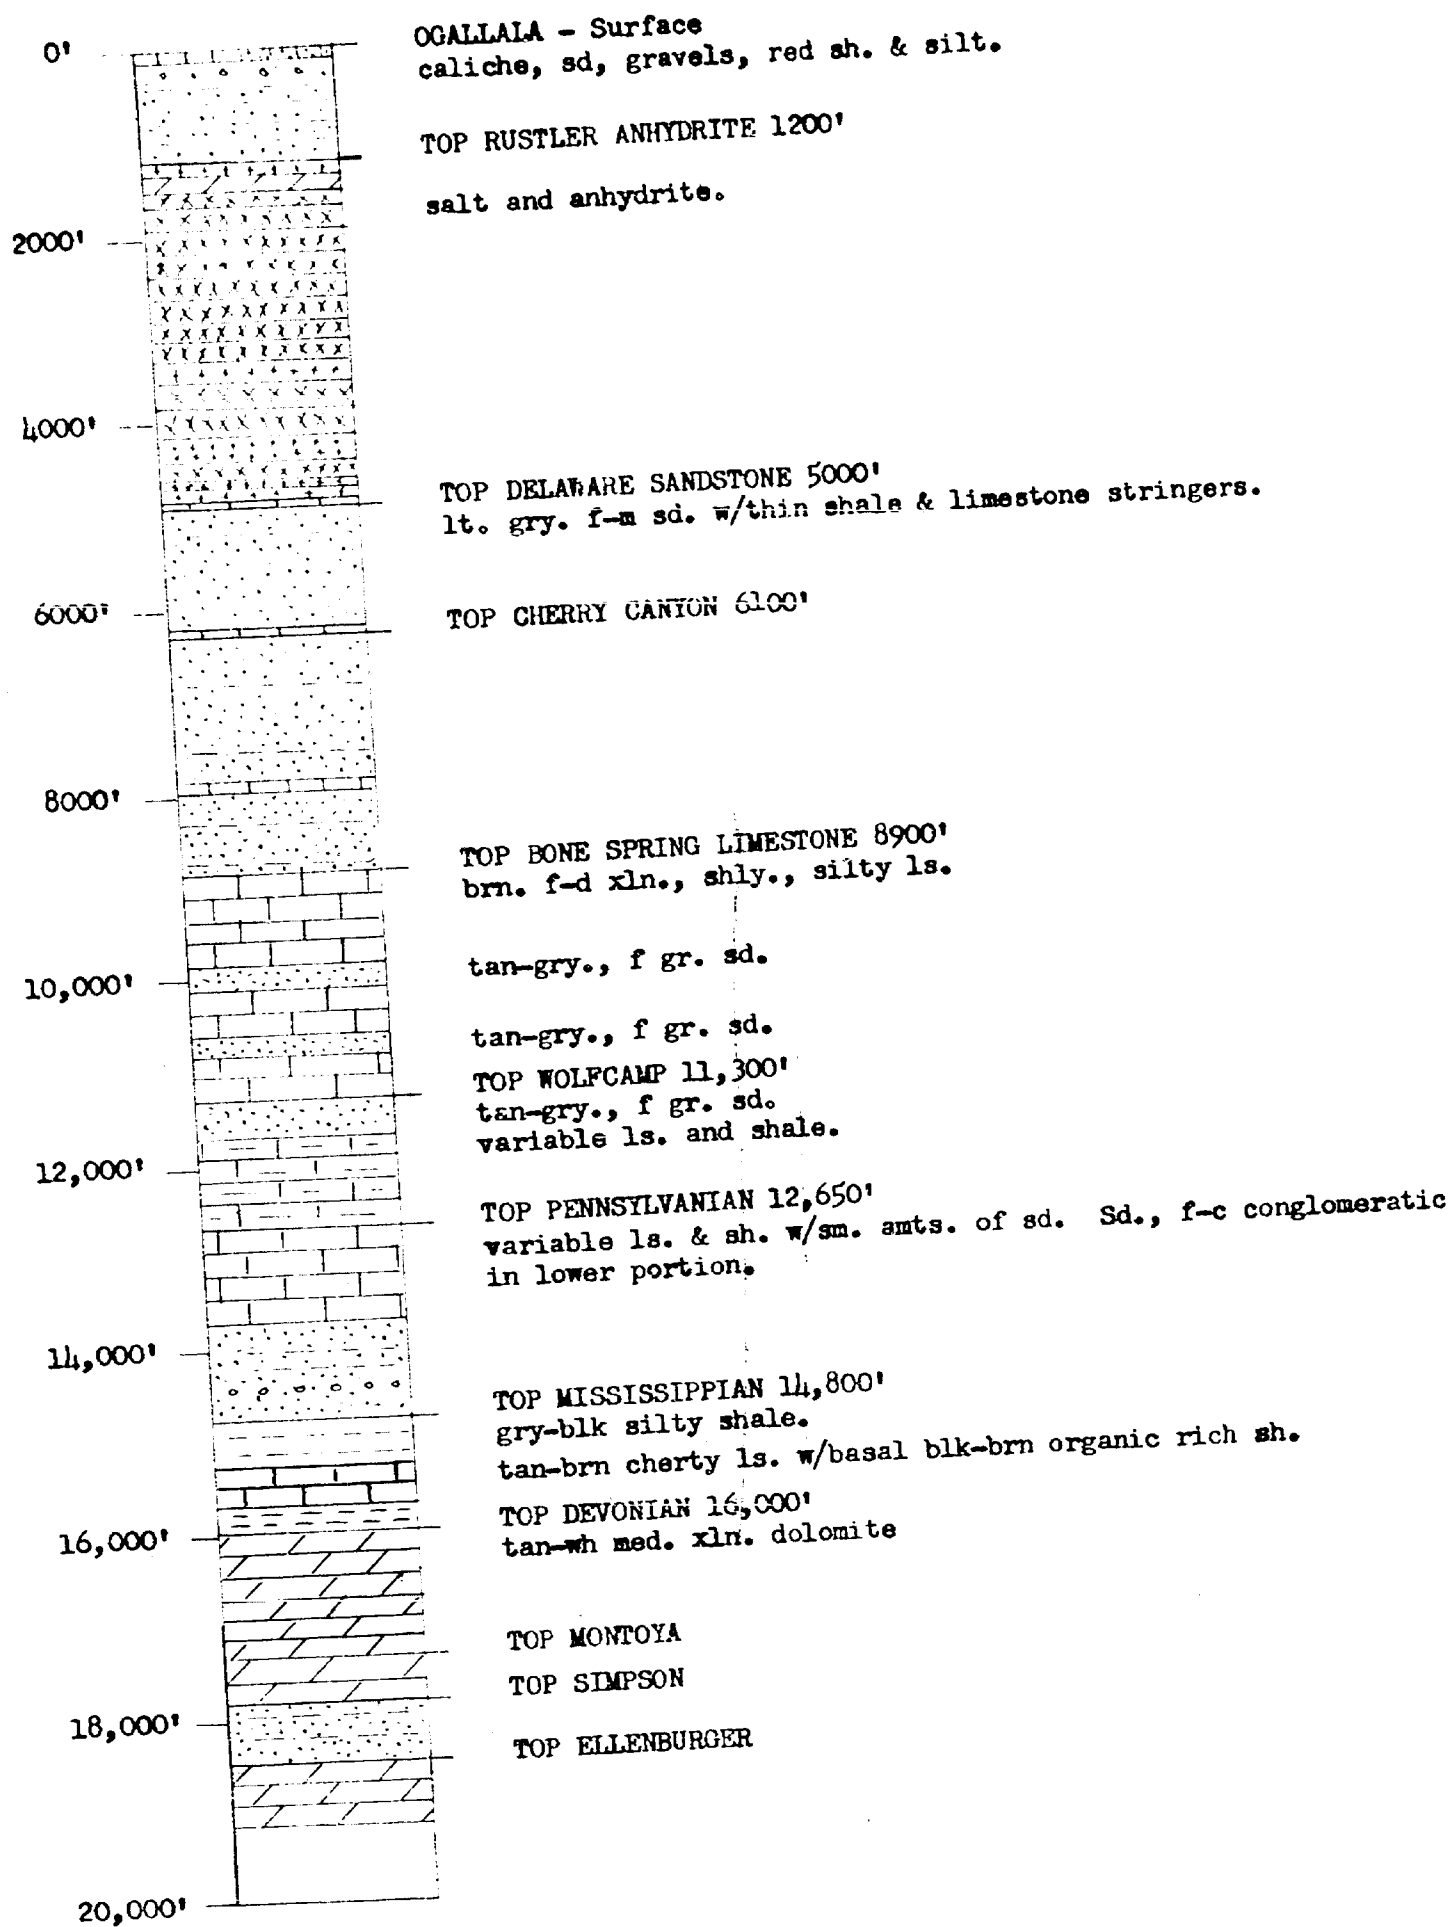 0'
OGALLALA - Surface
caliche, sd, gravels, red sh. & silt.
TOP RUSTLER ANHYDRITE 1200'
salt and anhydrite.
2000'
4000'
TOP DELAWARE SANDSTONE 5000'
lt. gry. f-m sd. w/thin shale & limestone stringers.
6000'
TOP CHERRY CANYON 6100'
8000'
TOP BONE SPRING LIMESTONE 8900'
brn. f-d xln., shly., silty ls.
tan-gry., f gr. sd.
10,000'
tan-gry., f gr. sd.
TOP WOLFCAMP 11,300'
tan-gry., f gr. sd.
variable ls. and shale.
12,000'
TOP PENNSYLVANIAN 12,650'
variable ls. & sh. w/sm. amts. of sd. Sd., f-c conglomeratic
in lower portion.
14,000'
TOP MISSISSIPPIAN 14,800'
gry-blk silty shale.
tan-brn cherty ls. w/basal blk-brn organic rich sh.
TOP DEVONIAN 16,000'
16,000'
tan-wh med. xln. dolomite
TOP MONTOYA
TOP SIMPSON
18,000'
TOP ELLENBURGER
20,000'